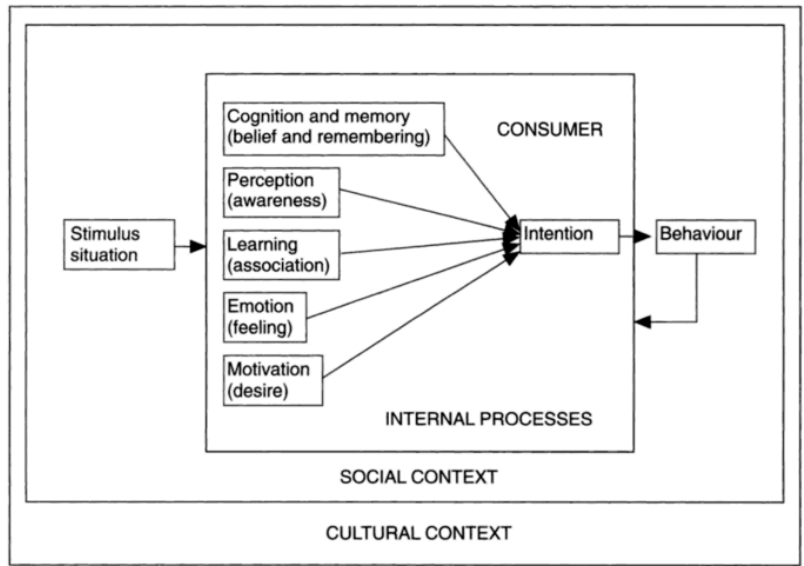 Cognition and memory
(belief and remembering)
CONSUMER
Perception
(awareness)
Stimulus
situation
Learning
(association)
Intention
Behaviour
Emotion
(feeling)
Motivation
(desire)
INTERNAL PROCESSES
SOCIAL CONTEXT
CULTURAL CONTEXT